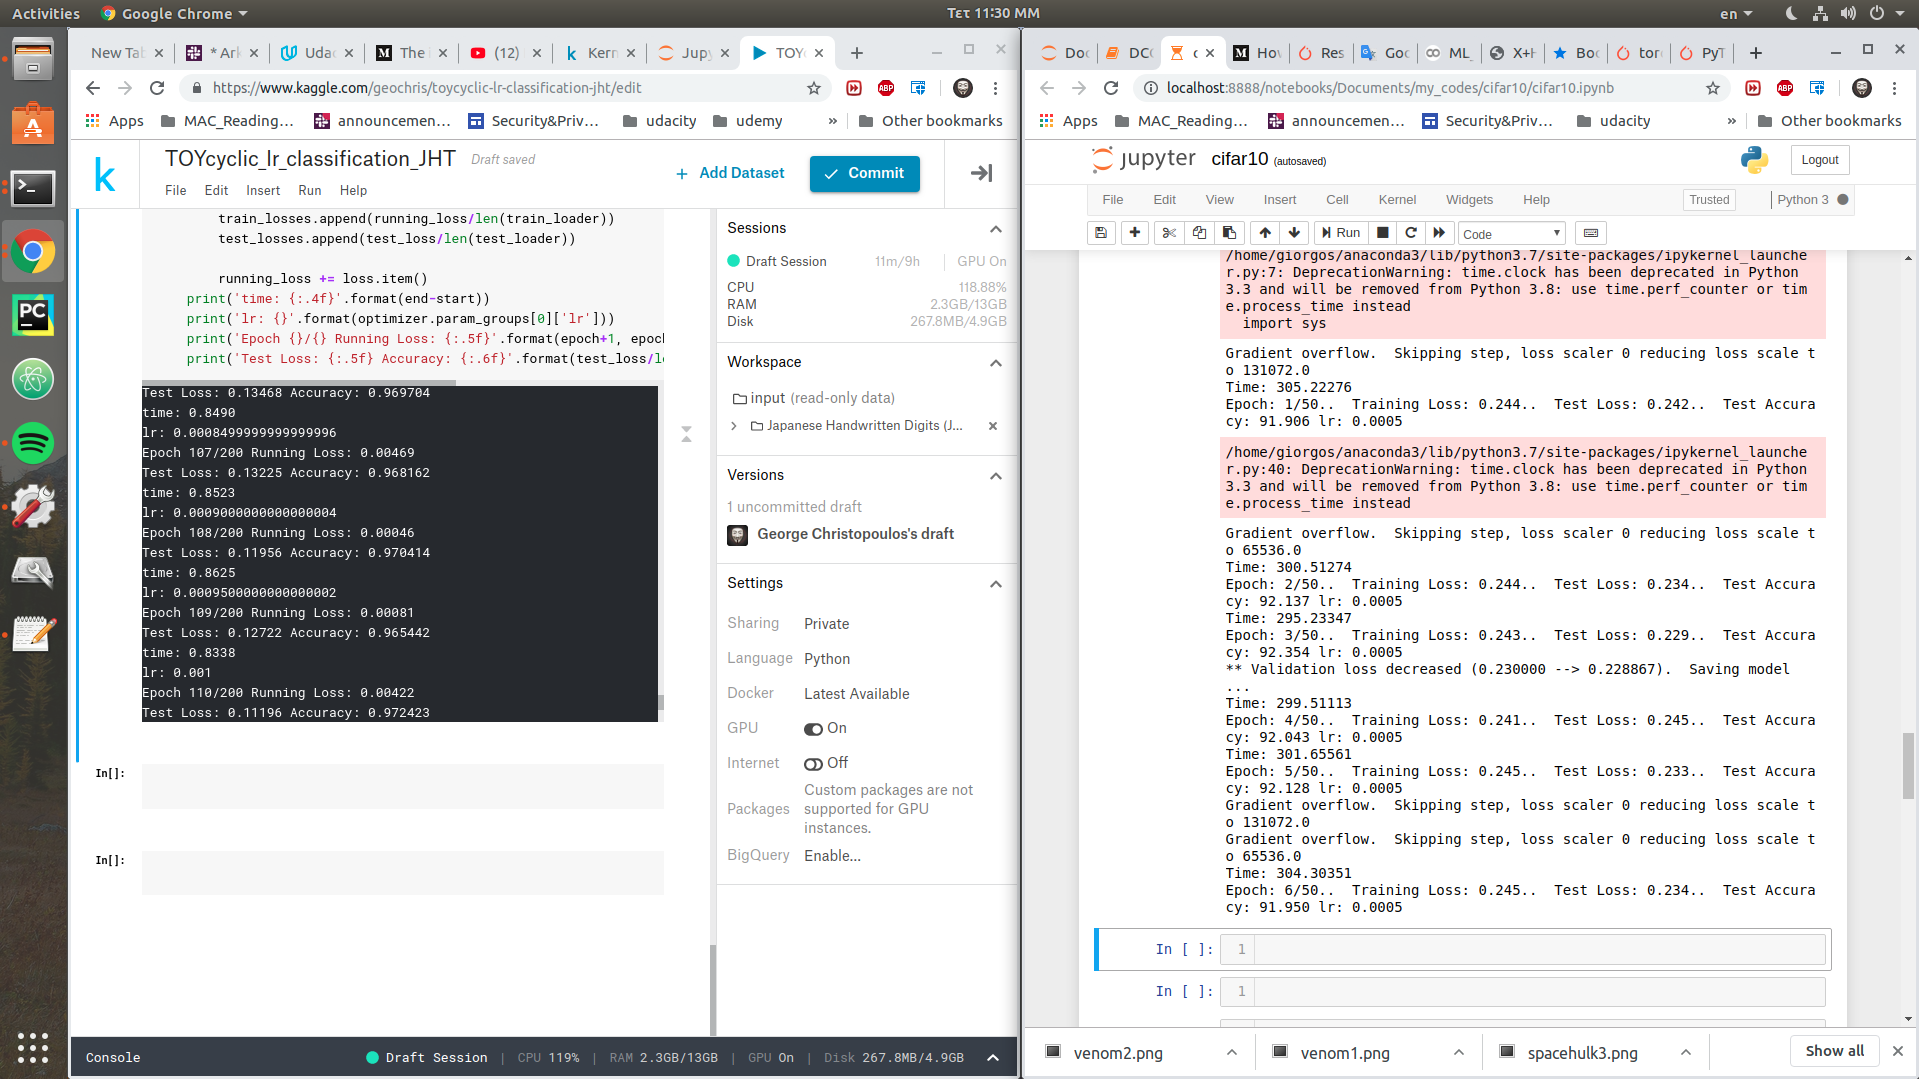 Activities
Google Chrome
Τετ 11:30 ΜΜ
en
New Tab
* Ark
Udac
The
(12)
Kern
Jupy
TOYc
https://www.kaggle.com/geochris/toycyclic-lr-classification-jht/edit
ABP
Apps
MAC_Reading...
announcemen...
Security&Priv...
udacity
udemy
»
Other bookmarks
k
TOYcyclic_lr_classification_JHT
Draft saved
File
Edit
Insert
Run
Help
+ Add Dataset
Commit
train_losses.append(running_loss/len(train_loader))
test_losses.append(test_loss/len(test_loader))
running_loss += loss.item()
print('time: {:.4f}'.format(end-start))
print('lr: {}'.format(optimizer.param_groups[0]['lr']))
print('Epoch {}/{} Running Loss: {:.5f}'.format(epoch+1, epoch
print('Test Loss: {:.5f} Accuracy: {:.6f}'.format(test_loss/le
Test Loss: 0.13468 Accuracy: 0.969704
time: 0.8490
lr: 0.0008499999999999996
Epoch 107/200 Running Loss: 0.00469
Test Loss: 0.13225 Accuracy: 0.968162
time: 0.8523
lr: 0.0009000000000000004
Epoch 108/200 Running Loss: 0.00046
Test Loss: 0.11956 Accuracy: 0.970414
time: 0.8625
lr: 0.0009500000000000002
Epoch 109/200 Running Loss: 0.00081
Test Loss: 0.12722 Accuracy: 0.965442
time: 0.8338
lr: 0.001
Epoch 110/200 Running Loss: 0.00422
Test Loss: 0.11196 Accuracy: 0.972423
In[]:
In[]:
Sessions
Draft Session
11m/9h
GPU On
CPU
118.88%
RAM
2.3GB/13GB
Disk
267.8MB/4.9GB
Workspace
input (read-only data)
Japanese Handwritten Digits (J...
Versions
1 uncommitted draft
George Christopoulos's draft
Settings
Sharing
Private
Language
Python
Docker
Latest Available
GPU
On
Internet
Off
Packages
Custom packages are not
supported for GPU
instances.
BigQuery
Enable...
Console
Draft Session | CPU 119% | RAM 2.3GB/13GB | GPU On | Disk 267.8MB/4.9GB
Doc
DCG
c
How
Res
Goo
ML_
X+H
Boo
torc
PyT
localhost:8888/notebooks/Documents/my_codes/cifar10/cifar10.ipynb
ABP
Apps
MAC_Reading...
announcemen...
Security&Priv...
udacity
»
Other bookmarks
jupyter
cifar10 (autosaved)
Logout
File
Edit
View
Insert
Cell
Kernel
Widgets
Help
Trusted
Python 3
Run
Code
/home/giorgos/anaconda3/lib/python3.7/site-packages/ipykernel_launche
r.py:7: DeprecationWarning: time.clock has been deprecated in Python
3.3 and will be removed from Python 3.8: use time.perf_counter or tim
e.process_time instead
import sys
Gradient overflow.  Skipping step, loss scaler 0 reducing loss scale t
o 131072.0
Time: 305.22276
Epoch: 1/50..  Training Loss: 0.244..  Test Loss: 0.242..  Test Accura
cy: 91.906 lr: 0.0005
/home/giorgos/anaconda3/lib/python3.7/site-packages/ipykernel_launche
r.py:40: DeprecationWarning: time.clock has been deprecated in Python
3.3 and will be removed from Python 3.8: use time.perf_counter or tim
e.process_time instead
Gradient overflow.  Skipping step, loss scaler 0 reducing loss scale t
o 65536.0
Time: 300.51274
Epoch: 2/50..  Training Loss: 0.244..  Test Loss: 0.234..  Test Accura
cy: 92.137 lr: 0.0005
Time: 295.23347
Epoch: 3/50..  Training Loss: 0.243..  Test Loss: 0.229..  Test Accura
cy: 92.354 lr: 0.0005
** Validation loss decreased (0.230000 --> 0.228867).  Saving model
...
Time: 299.51113
Epoch: 4/50..  Training Loss: 0.241..  Test Loss: 0.245..  Test Accura
cy: 92.043 lr: 0.0005
Time: 301.65561
Epoch: 5/50..  Training Loss: 0.245..  Test Loss: 0.233..  Test Accura
cy: 92.128 lr: 0.0005
Gradient overflow.  Skipping step, loss scaler 0 reducing loss scale t
o 131072.0
Gradient overflow.  Skipping step, loss scaler 0 reducing loss scale t
o 65536.0
Time: 304.30351
Epoch: 6/50..  Training Loss: 0.245..  Test Loss: 0.234..  Test Accura
cy: 91.950 lr: 0.0005
In [ ]: 1
In [ ]: 1
venom2.png
venom1.png
spacehulk3.png
Show all
PC